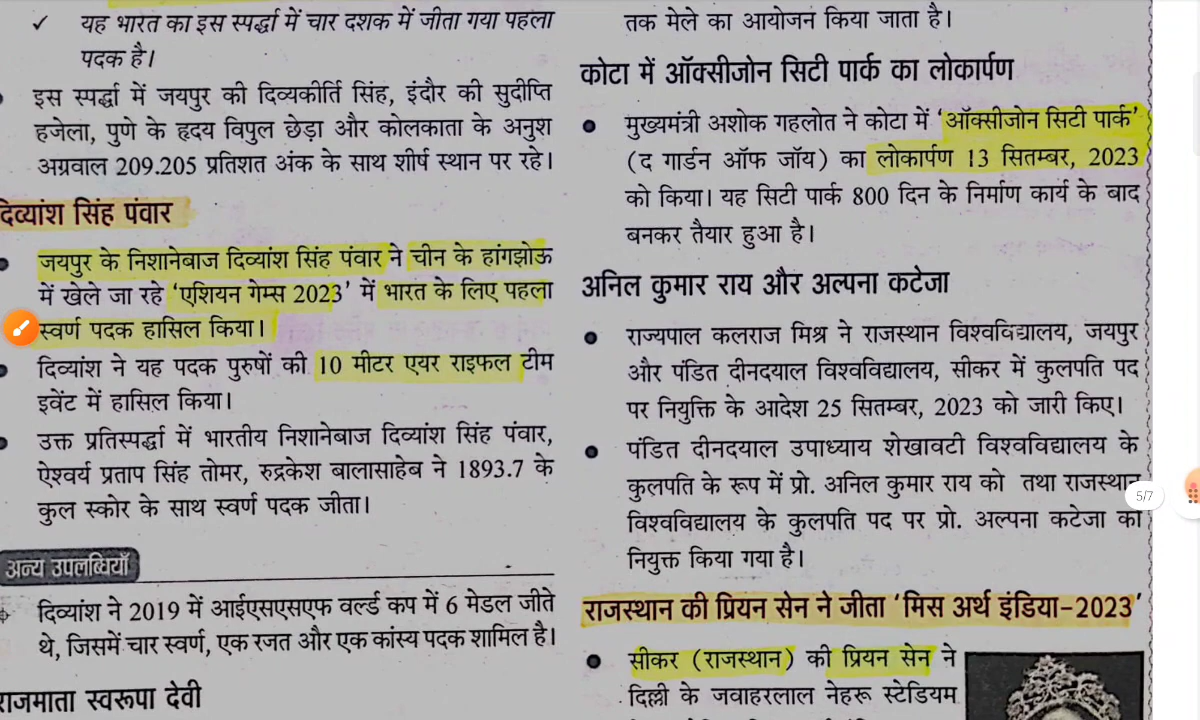 ✓ यह भारत का इस स्पर्द्धा में चार दशक में जीता गया पहला
पदक है।
इस स्पर्द्धा में जयपुर की दिव्यकीर्ति सिंह, इंदौर की सुदीप्ति
हजेला, पुणे के हृदय विपुल छेड़ा और कोलकाता के अनुश
अग्रवाल 209.205 प्रतिशत अंक के साथ शीर्ष स्थान पर रहे।
दिव्यांश सिंह पंवार
जयपुर के निशानेबाज दिव्यांश सिंह पंवार ने चीन के हांगझोऊ
में खेले जा रहे ‘एशियन गेम्स 2023’ में भारत के लिए पहला
स्वर्ण पदक हासिल किया।
दिव्यांश ने यह पदक पुरुषों की 10 मीटर एयर राइफल टीम
इवेंट में हासिल किया।
उक्त प्रतिस्पर्द्धा में भारतीय निशानेबाज दिव्यांश सिंह पंवार,
ऐश्वर्य प्रताप सिंह तोमर, रुद्रकेश बालासाहेब ने 1893.7 के
कुल स्कोर के साथ स्वर्ण पदक जीता।
अन्य उपलब्धियाँ
दिव्यांश ने 2019 में आईएसएसएफ वर्ल्ड कप में 6 मेडल जीते
थे, जिसमें चार स्वर्ण, एक रजत और एक कांस्य पदक शामिल है।
राजमाता स्वरूपा देवी
तक मेले का आयोजन किया जाता है।
कोटा में ऑक्सीजोन सिटी पार्क का लोकार्पण
● मुख्यमंत्री अशोक गहलोत ने कोटा में ‘ऑक्सीजोन सिटी पार्क’
(द गार्डन ऑफ जॉय) का लोकार्पण 13 सितम्बर, 2023
को किया। यह सिटी पार्क 800 दिन के निर्माण कार्य के बाद
बनकर तैयार हुआ है।
अनिल कुमार राय और अल्पना कटेजा
● राज्यपाल कलराज मिश्र ने राजस्थान विश्वविद्यालय, जयपुर
और पंडित दीनदयाल विश्वविद्यालय, सीकर में कुलपति पद
पर नियुक्ति के आदेश 25 सितम्बर, 2023 को जारी किए।
● पंडित दीनदयाल उपाध्याय शेखावटी विश्वविद्यालय के
कुलपति के रूप में प्रो. अनिल कुमार राय को तथा राजस्थान
विश्वविद्यालय के कुलपति पद पर प्रो. अल्पना कटेजा को
नियुक्त किया गया है।
राजस्थान की प्रियन सेन ने जीता ‘मिस अर्थ इंडिया-2023’
● सीकर (राजस्थान) की प्रियन सेन ने
दिल्ली के जवाहरलाल नेहरू स्टेडियम
5/7